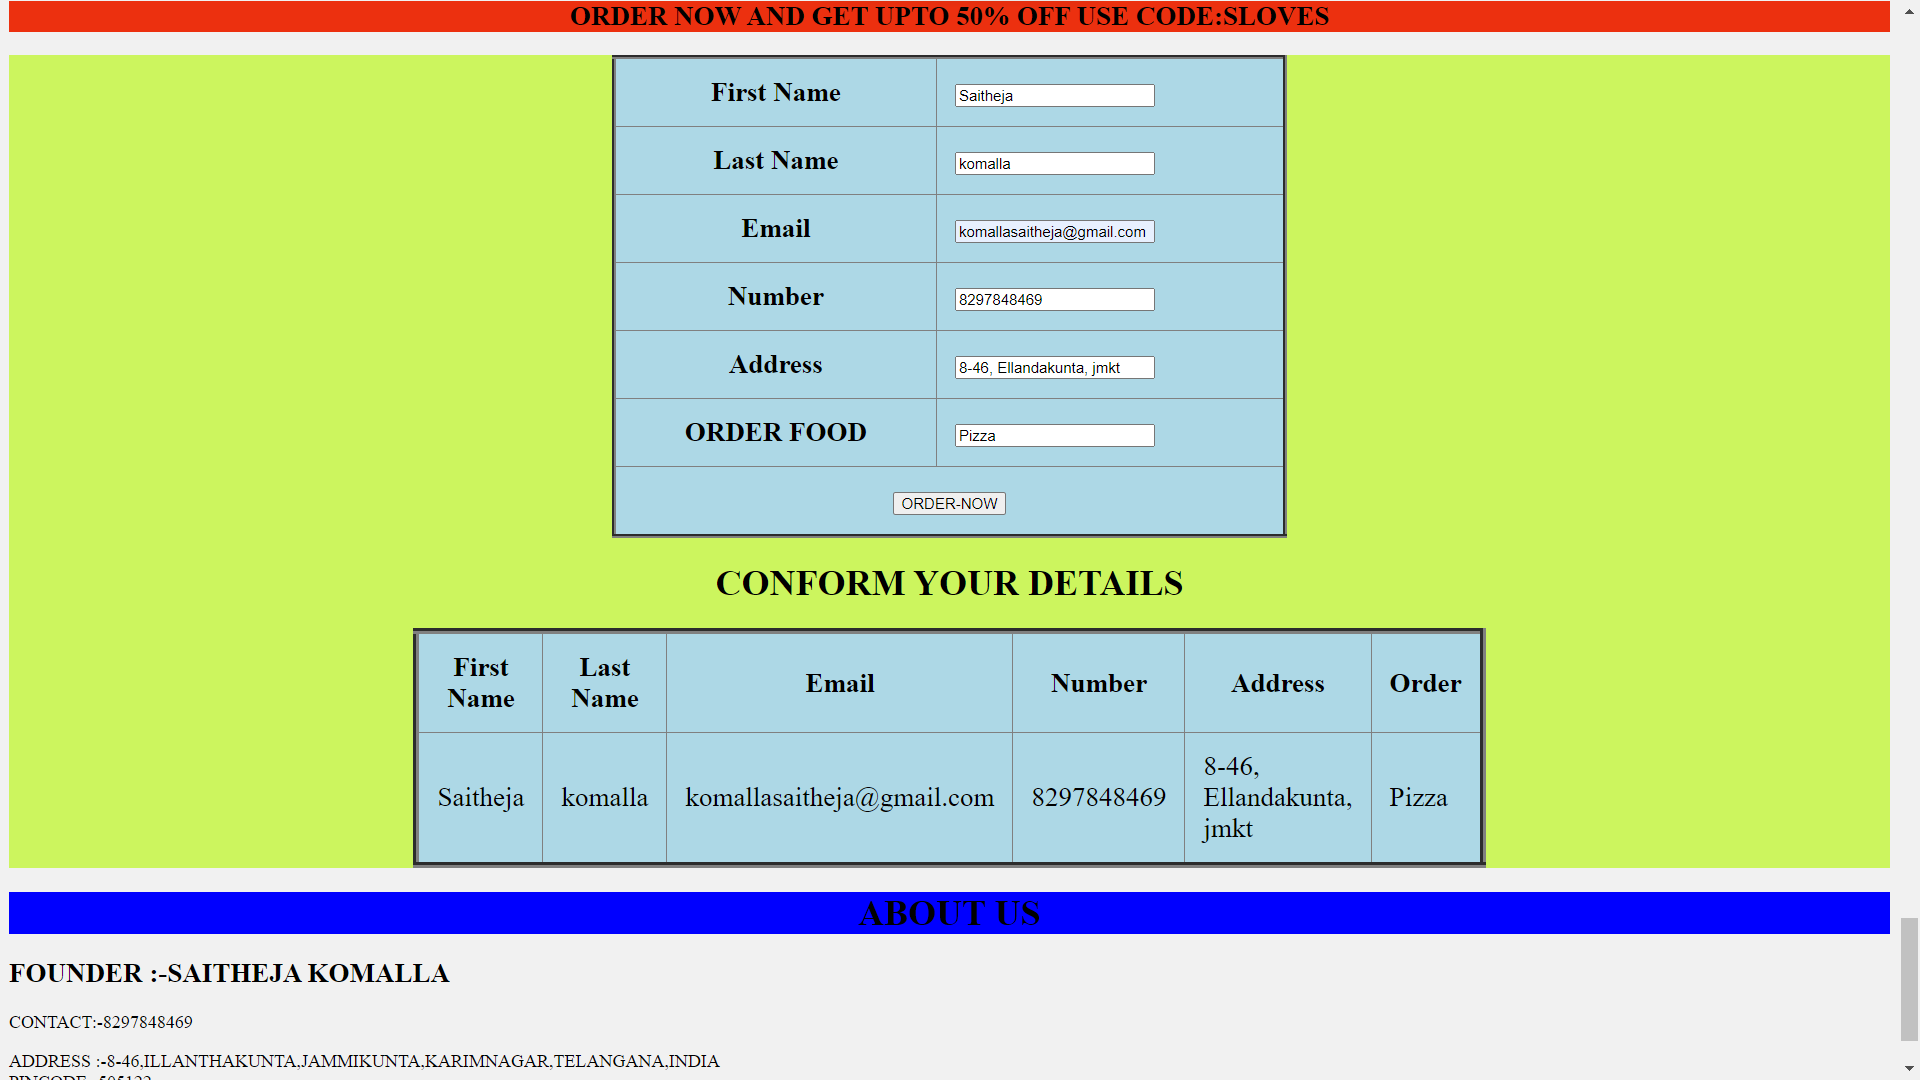 ORDER NOW AND GET UPTO 50% OFF USE CODE:SLOVES
First Name Saitheja
Last Name komalla
Email komallasaitheja@gmail.com
Number 8297848469
Address 8-46, Ellandakunta, jmkt
ORDER FOOD Pizza
ORDER-NOW
CONFORM YOUR DETAILS
First Name Last Name Email Number Address Order
Saitheja komalla komallasaitheja@gmail.com 8297848469 8-46, Ellandakunta, jmkt Pizza
ABOUT US
FOUNDER :-SAITHEJA KOMALLA
CONTACT:-8297848469
ADDRESS :-8-46,ILLANTHAKUNTA,JAMMIKUNTA,KARIMNAGAR,TELANGANA,INDIA